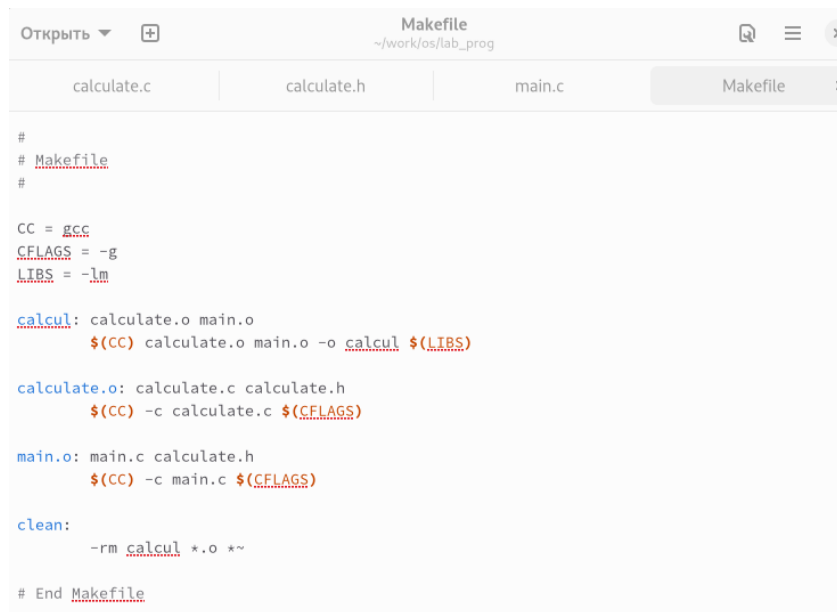 Открыть
Makefile
~/work/os/lab_prog
calculate.c calculate.h main.c Makefile
#
# Makefile
#
CC = gcc
CFLAGS = -g
LIBS = -lm
calcul: calculate.o main.o
$(CC) calculate.o main.o -o calcul $(LIBS)
calculate.o: calculate.c calculate.h
$(CC) -c calculate.c $(CFLAGS)
main.o: main.c calculate.h
$(CC) -c main.c $(CFLAGS)
clean:
-rm calcul *.o *~
# End Makefile